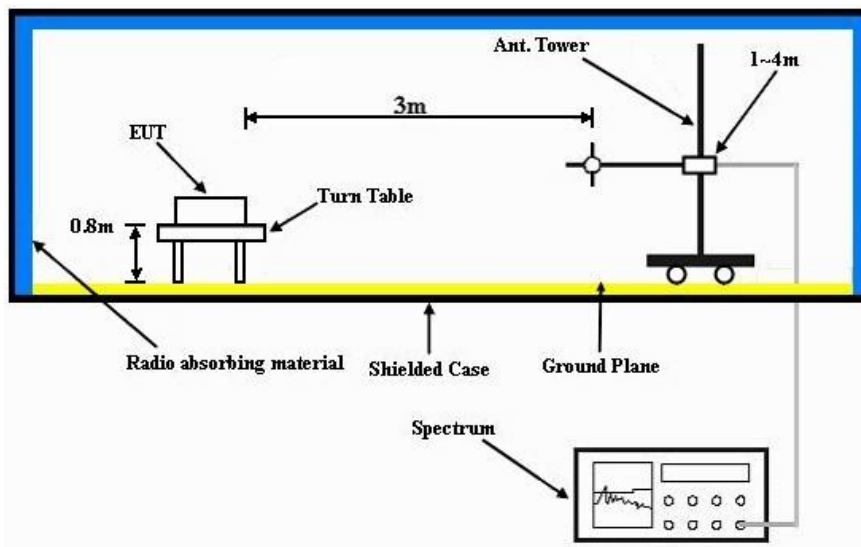 Ant. Tower
1~4m
3m
EUT
Turn Table
0.8m
Radio absorbing material
Shielded Case
Ground Plane
Spectrum